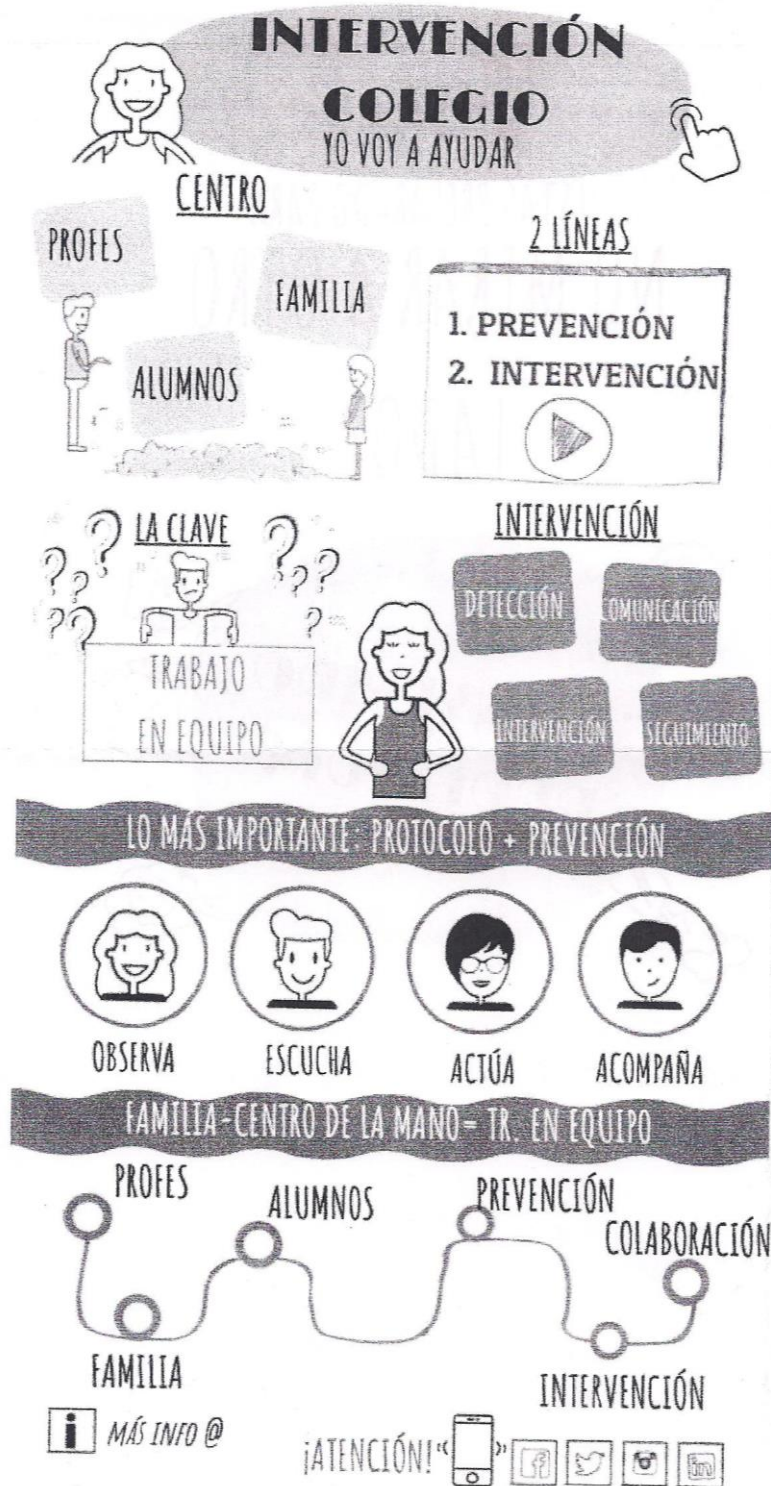 INTERVENCIÓN
COLEGIO
YO VOY A AYUDAR
CENTRO
PROFES
FAMILIA
ALUMNOS
2 LÍNEAS
1. PREVENCIÓN
2. INTERVENCIÓN
LA CLAVE
TRABAJO
EN EQUIPO
INTERVENCIÓN
DETECCIÓN
COMUNICACIÓN
INTERVENCIÓN
SEGUIMIENTO
LO MÁS IMPORTANTE: PROTOCOLO + PREVENCIÓN
OBSERVA
ESCUCHA
ACTÚA
ACOMPAÑA
FAMILIA-CENTRO DE LA MANO= TR. EN EQUIPO
PROFES
ALUMNOS
PREVENCIÓN
COLABORACIÓN
FAMILIA
INTERVENCIÓN
i MÁS INFO @
¡ATENCIÓN!
f
in